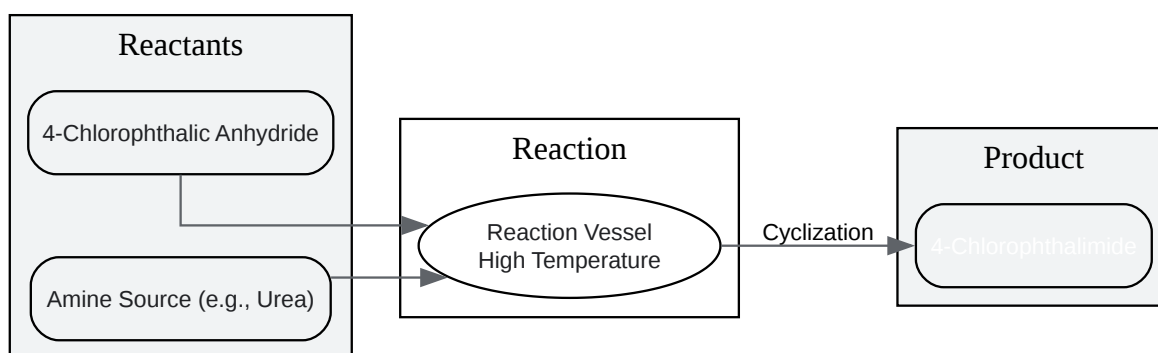 Reactants
4-Chlorophthalic Anhydride
Amine Source (e.g., Urea)
Reaction
Reaction Vessel
High Temperature
Cyclization
Product
4-Chlorophthalimide